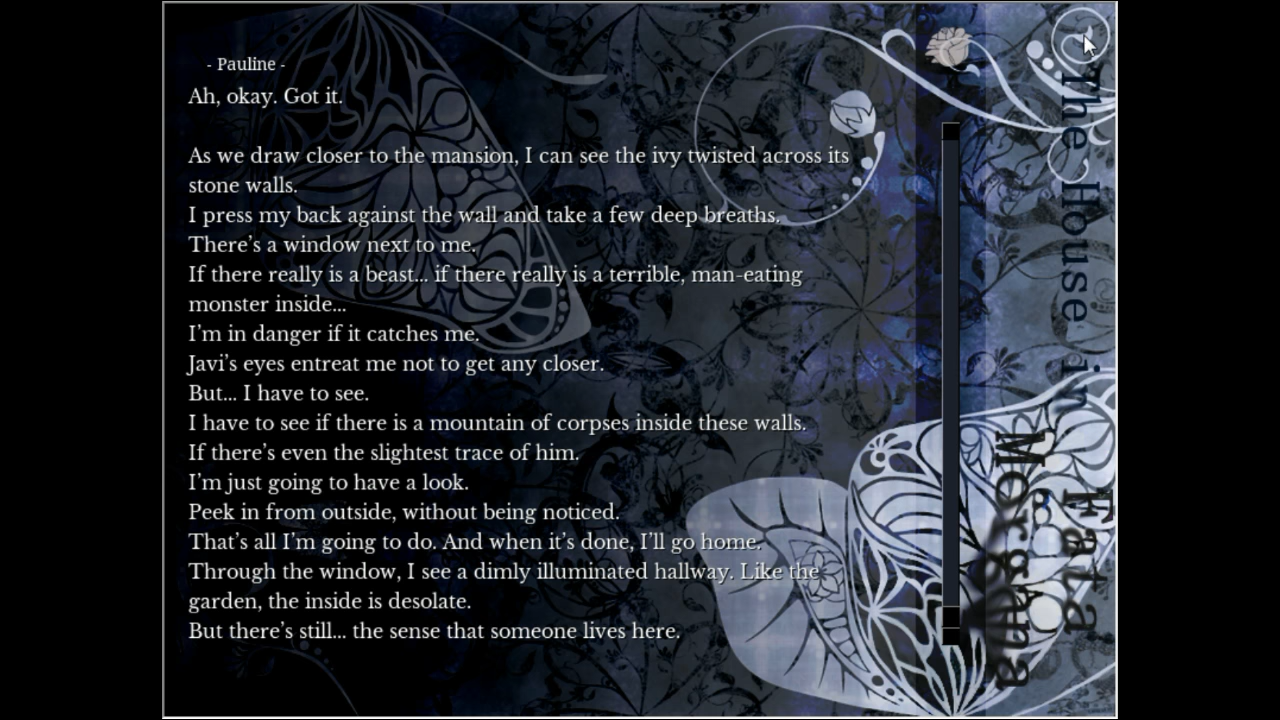 - Pauline -
Ah, okay. Got it.
As we draw closer to the mansion, I can see the ivy twisted across its
stone walls.
I press my back against the wall and take a few deep breaths.
There's a window next to me.
If there really is a beast... if there really is a terrible, man-eating
monster inside...
I'm in danger if it catches me.
Javi's eyes entreat me not to get any closer.
But... I have to see.
I have to see if there is a mountain of corpses inside these walls.
If there's even the slightest trace of him.
I'm just going to have a look.
Peek in from outside, without being noticed.
That's all I'm going to do. And when it's done, I'll go home.
Through the window, I see a dimly illuminated hallway. Like the
garden, the inside is desolate.
But there's still... the sense that someone lives here.
The House in
Fata
Morgana